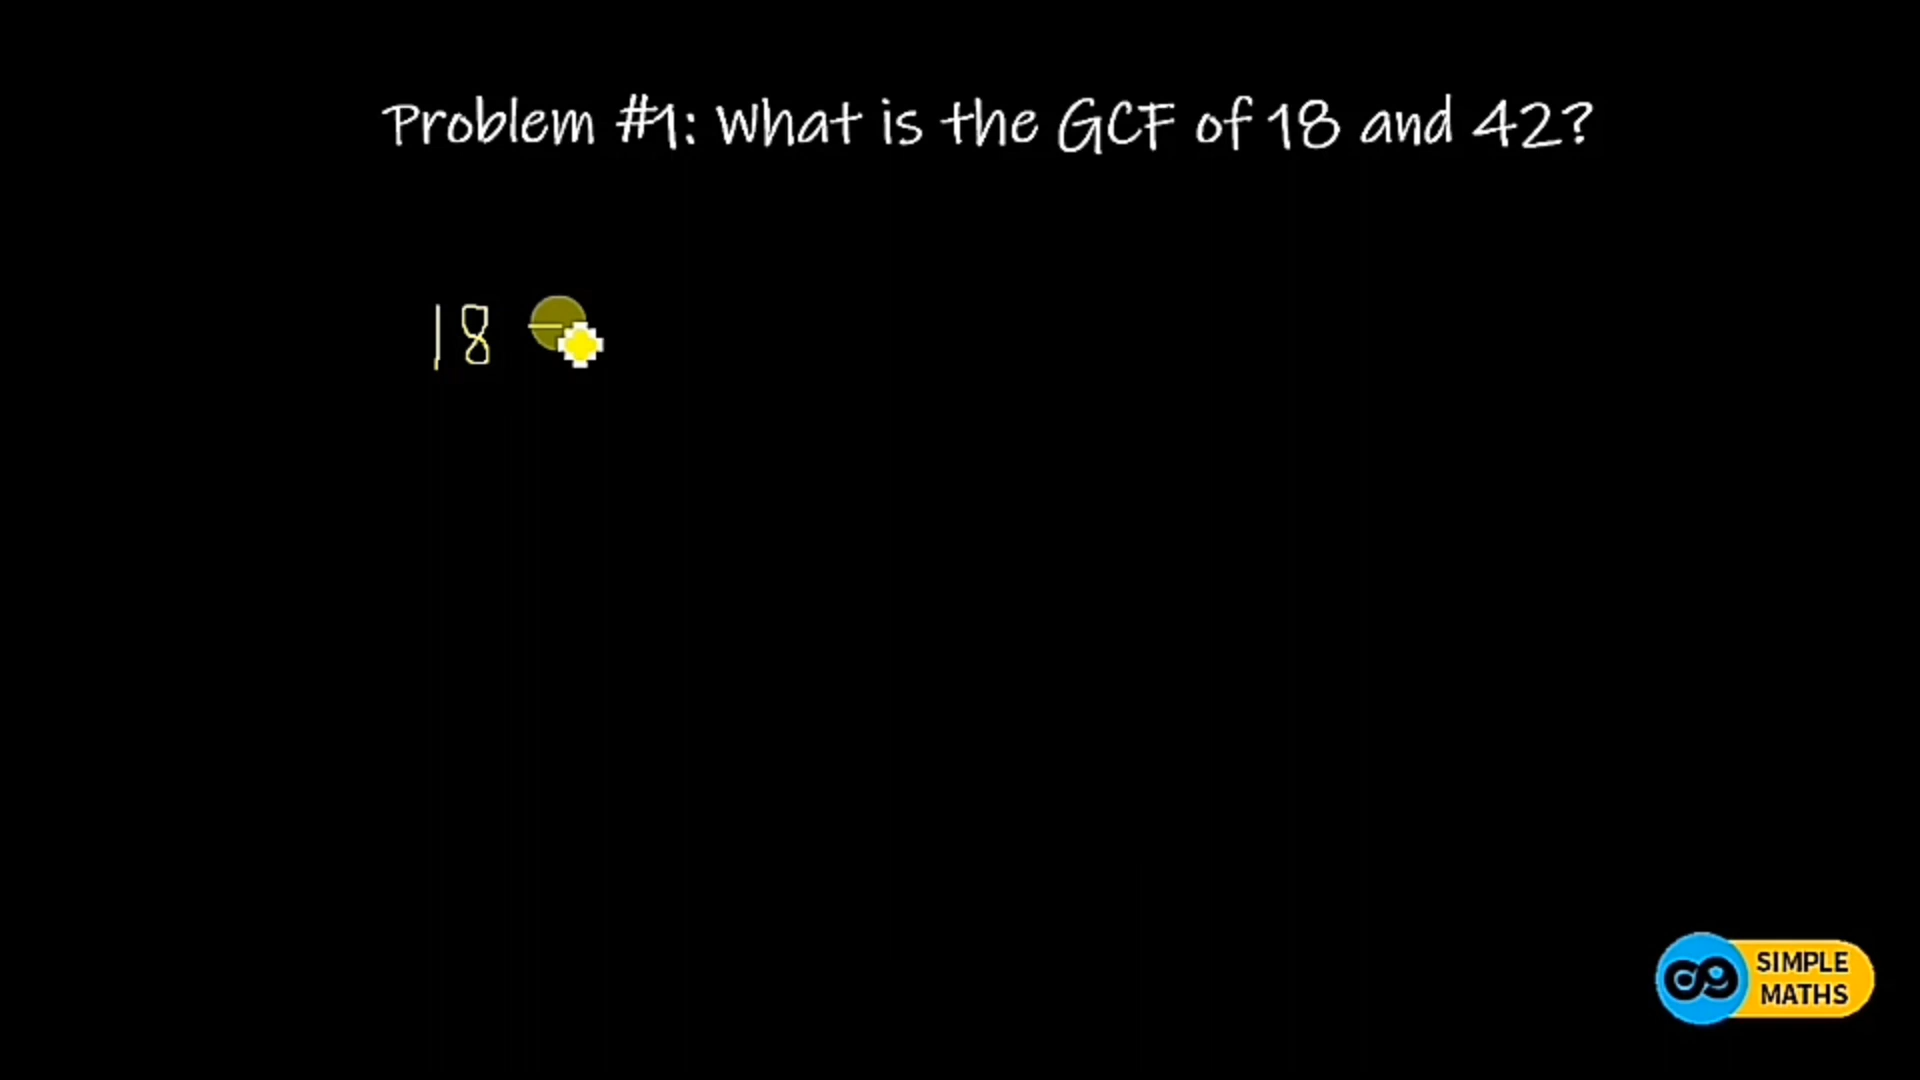 Problem #1: What is the GCF of 18 and 42?
18 –
SIMPLE
MATHS